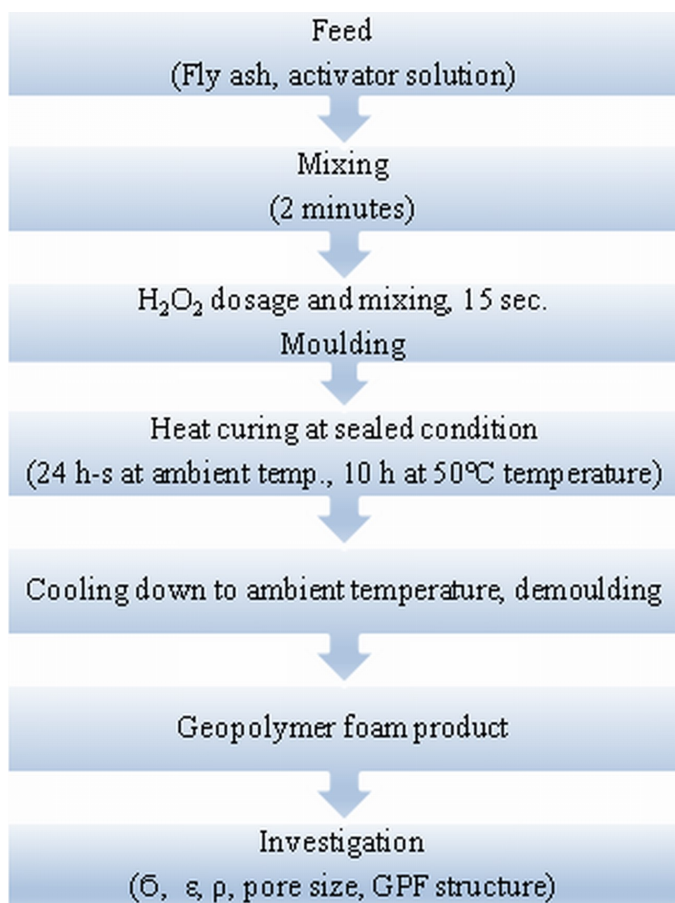 Feed
(Fly ash, activator solution)
Mixing
(2 minutes)
H₂O₂ dosage and mixing, 15 sec.
Moulding
Heat curing at sealed condition
(24 h-s at ambient temp., 10 h at 50°C temperature)
Cooling down to ambient temperature, demoulding
Geopolymer foam product
Investigation
(б, ε, ρ, pore size, GPF structure)